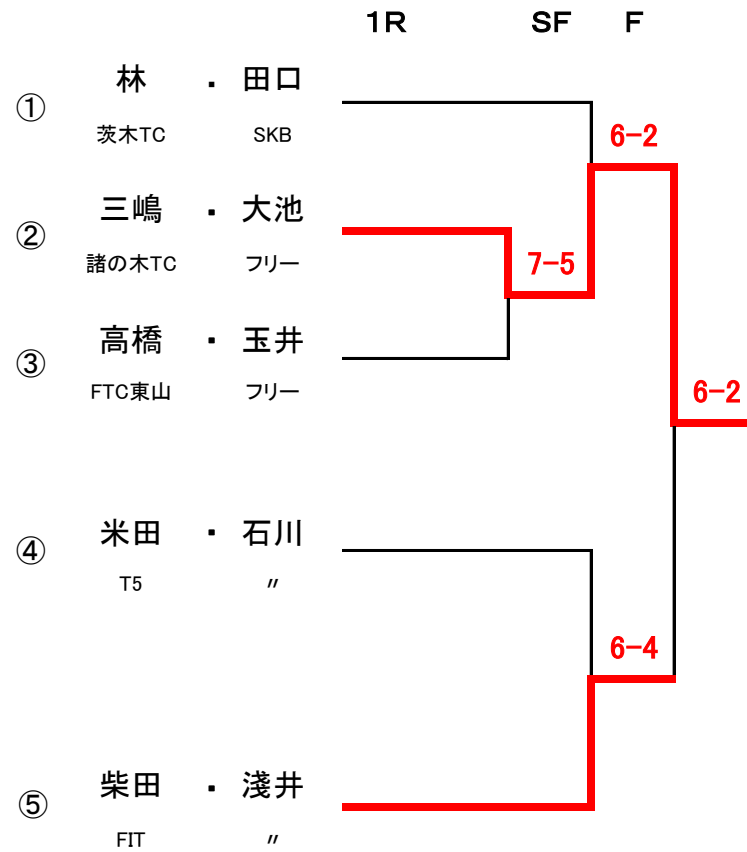 1R SF F
林 ・ 田口
①
茨木TC SKB
6-2
三嶋 ・ 大池
②
諸の木TC フリー
7-5
高橋 ・ 玉井
③
FTC東山 フリー
6-2
米田 ・ 石川
④
T5 〃
6-4
柴田 ・ 淺井
⑤
FIT 〃